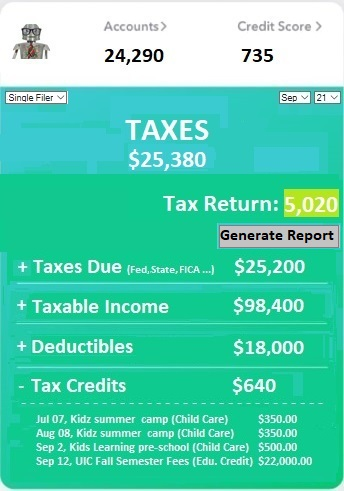 Accounts > Credit Score >
24,290 735
Single Filer Sep 21
TAXES
$25,380
Tax Return: 5,020
Generate Report
+ Taxes Due (Fed,State, FICA ...) $25,200
+ Taxable Income $98,400
+ Deductibles $18,000
- Tax Credits $640
Jul 07, Kidz summer camp (Child Care) $350.00
Aug 08, Kidz summer camp (Child Care) $350.00
Sep 2, Kids Learning pre-school (Child Care) $500.00
Sep 12, UIC Fall Semester Fees (Edu. Credit) $22,000.00